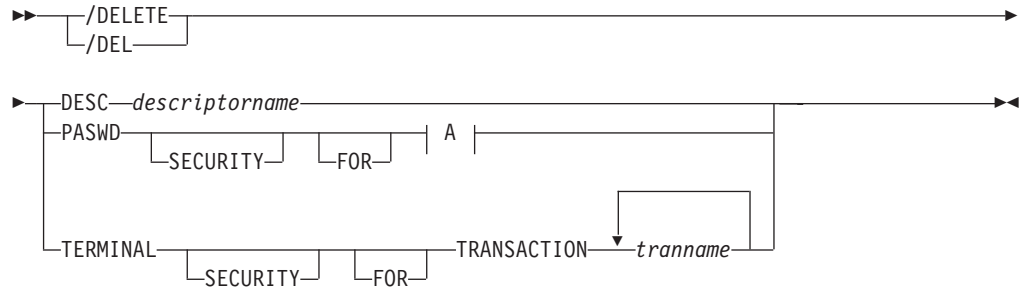 /DELETE
/DEL
DESC descriptorname
PASWD A
SECURITY FOR
TERMINAL TRANSACTION tranname
SECURITY FOR